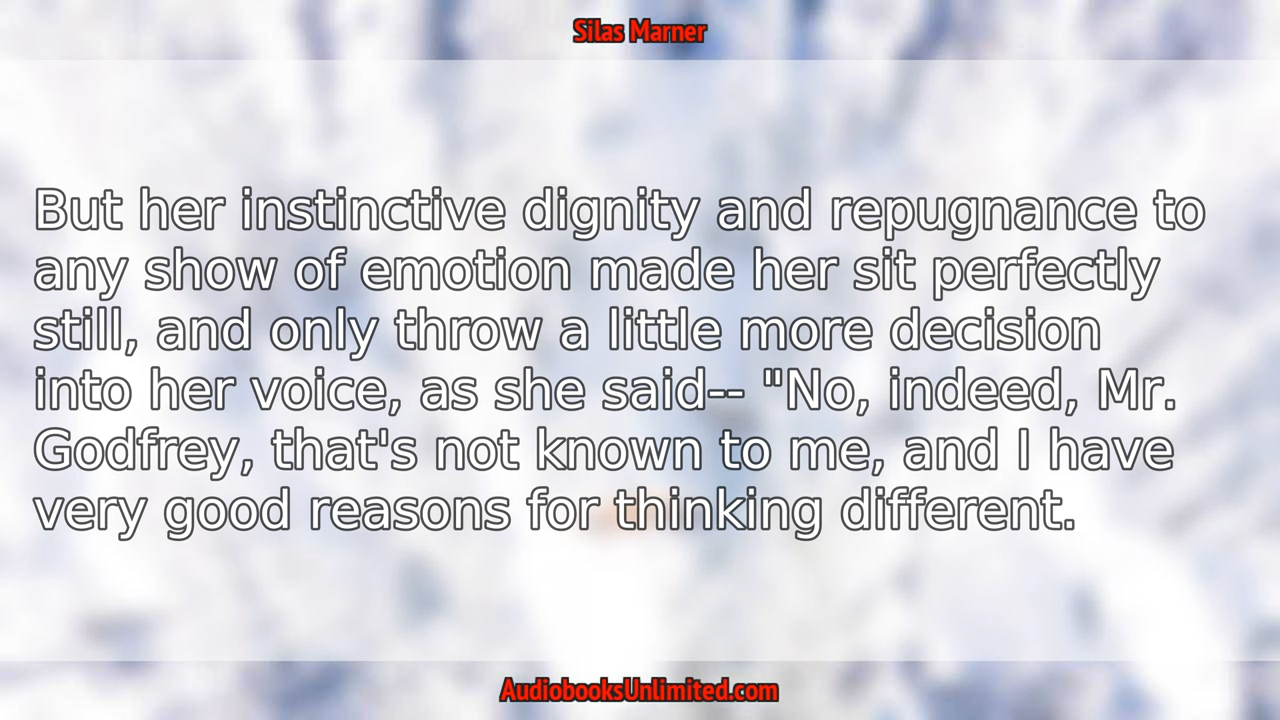 Silas Marner
But her instinctive dignity and repugnance to
any show of emotion made her sit perfectly
still, and only throw a little more decision
into her voice, as she said-- "No, indeed, Mr.
Godfrey, that's not known to me, and I have
very good reasons for thinking different.
AudiobooksUnlimited.com